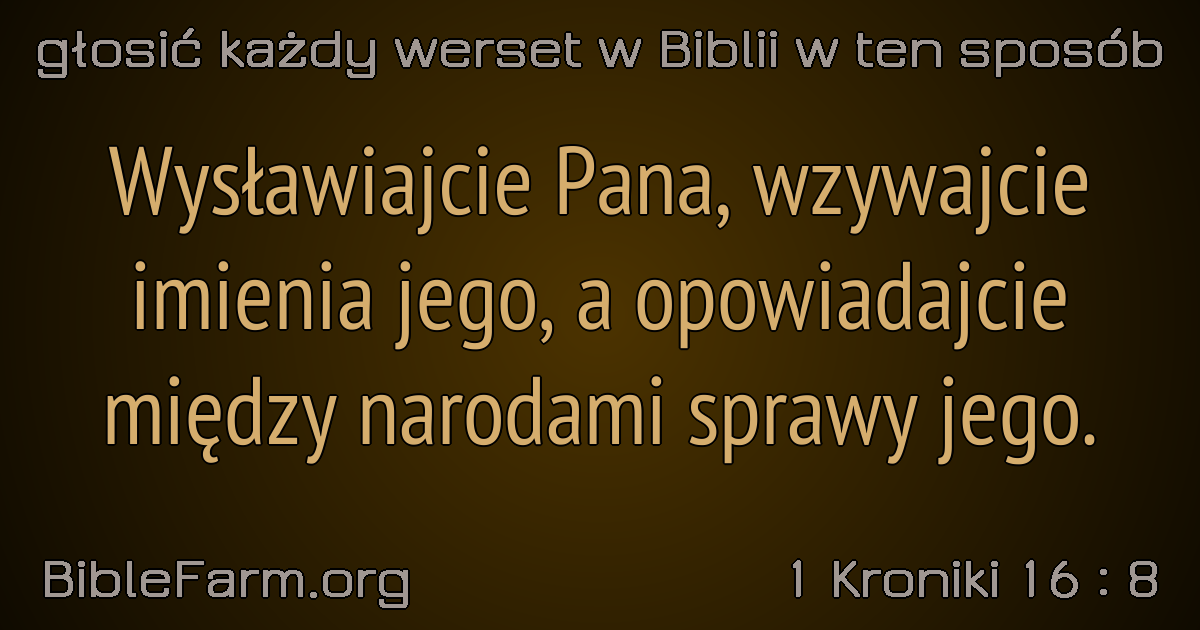 głosić każdy werset w Biblii w ten sposób
Wysławiajcie Pana, wzywajcie
imienia jego, a opowiadajcie
między narodami sprawy jego.
BibleFarm.org
1 Kroniki 16 : 8